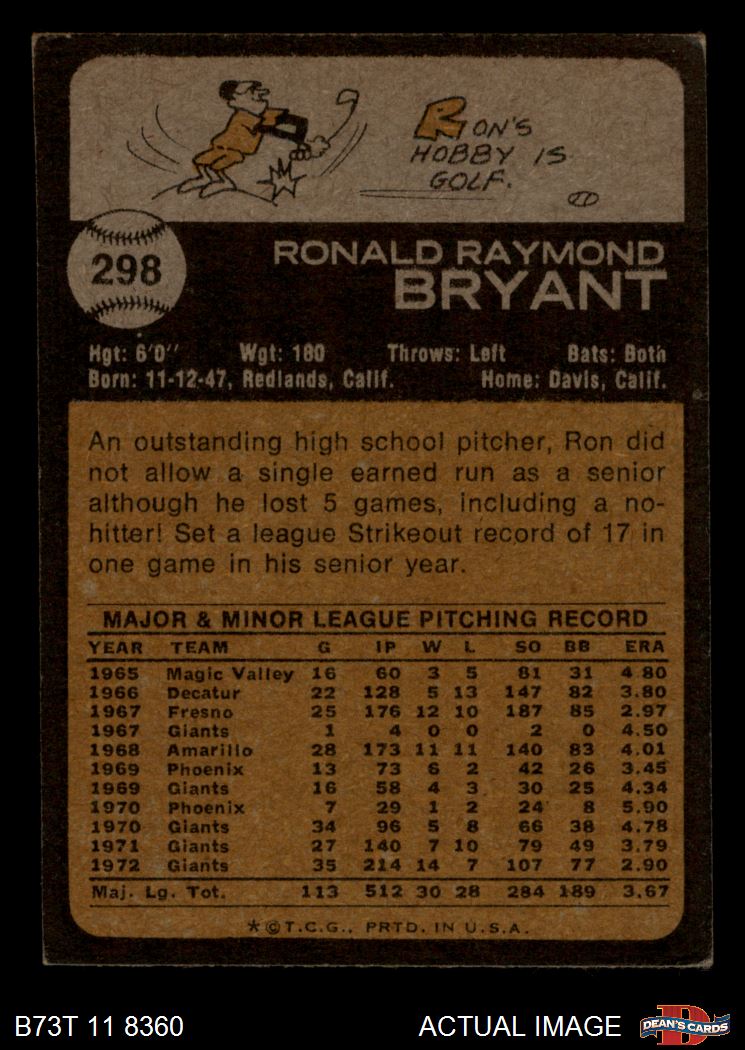 RON'S
HOBBY IS
GOLF.
298
RONALD RAYMOND
BRYANT
Hgt: 6'0" Wgt: 180 Throws: Left Bats: Both
Born: 11-12-47, Redlands, Calif. Home: Davis, Calif.
An outstanding high school pitcher, Ron did
not allow a single earned run as a senior
although he lost 5 games, including a no-
hitter! Set a league Strikeout record of 17 in
one game in his senior year.
MAJOR & MINOR LEAGUE PITCHING RECORD
YEAR TEAM G IP W L SO BB ERA
1965 Magic Valley 16 60 3 5 81 31 4.80
1966 Decatur 22 128 5 13 147 82 3.80
1967 Fresno 25 176 12 10 187 85 2.97
1967 Giants 1 4 0 0 2 0 4.50
1968 Amarillo 28 173 11 11 140 83 4.01
1969 Phoenix 13 73 6 2 42 26 3.45
1969 Giants 16 58 4 3 30 25 4.34
1970 Phoenix 7 29 1 2 24 8 5.90
1970 Giants 34 96 5 8 66 38 4.78
1971 Giants 27 140 7 10 79 49 3.79
1972 Giants 35 214 14 7 107 77 2.90
Maj. Lg. Tot. 113 512 30 28 284 189 3.67
*©T.C.G., PRTD. IN U.S.A.
B73T 11 8360 ACTUAL IMAGE D DEAN'S CARDS